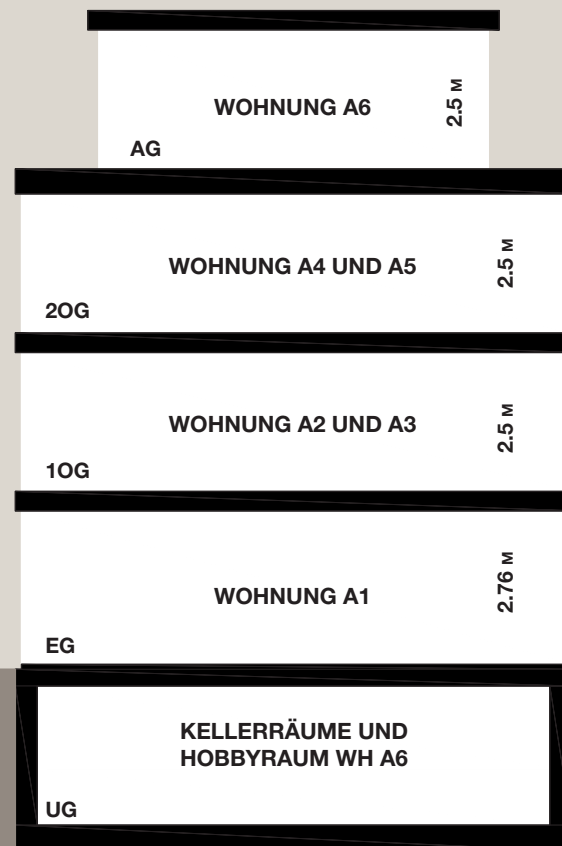 WOHNUNG A6
2.5 M
AG
WOHNUNG A4 UND A5
2.5 M
2OG
WOHNUNG A2 UND A3
2.5 M
1OG
WOHNUNG A1
2.76 M
EG
KELLERRÄUME UND
HOBBYRAUM WH A6
UG